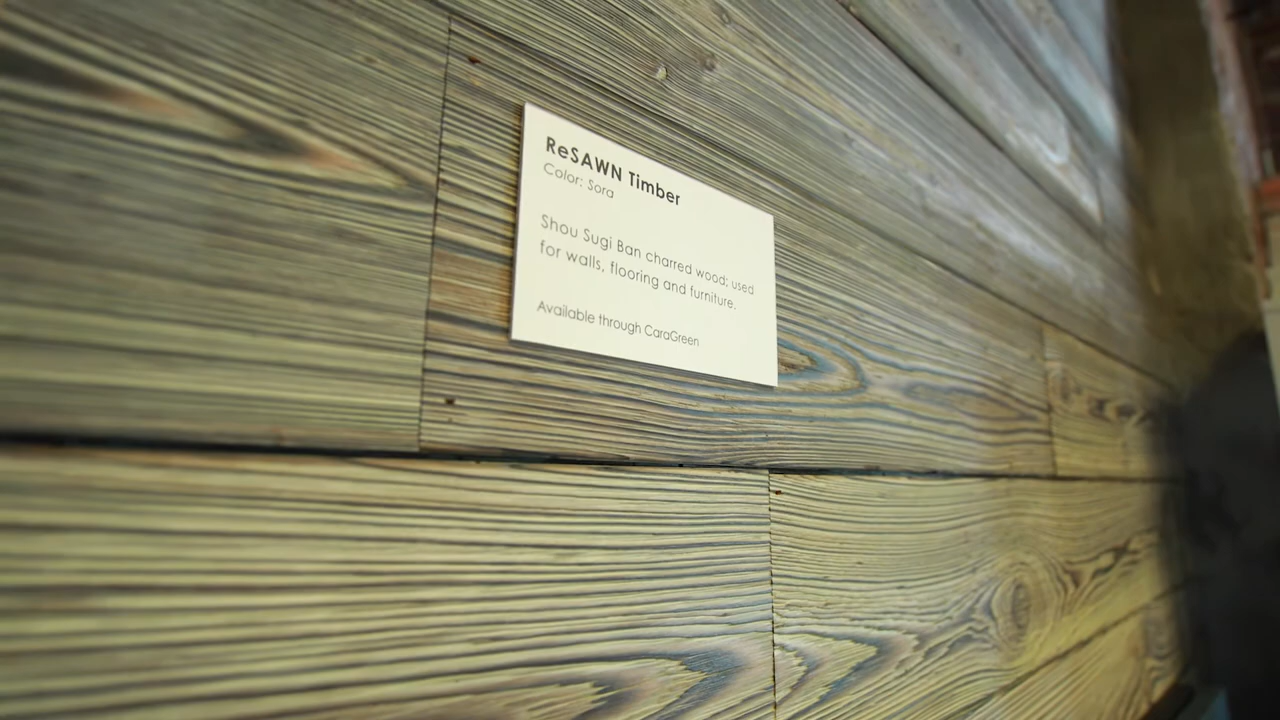 ReSAWN Timber
Color: Sora
Shou Sugi Ban charred wood; used
for walls, flooring and furniture.
Available through CaraGreen